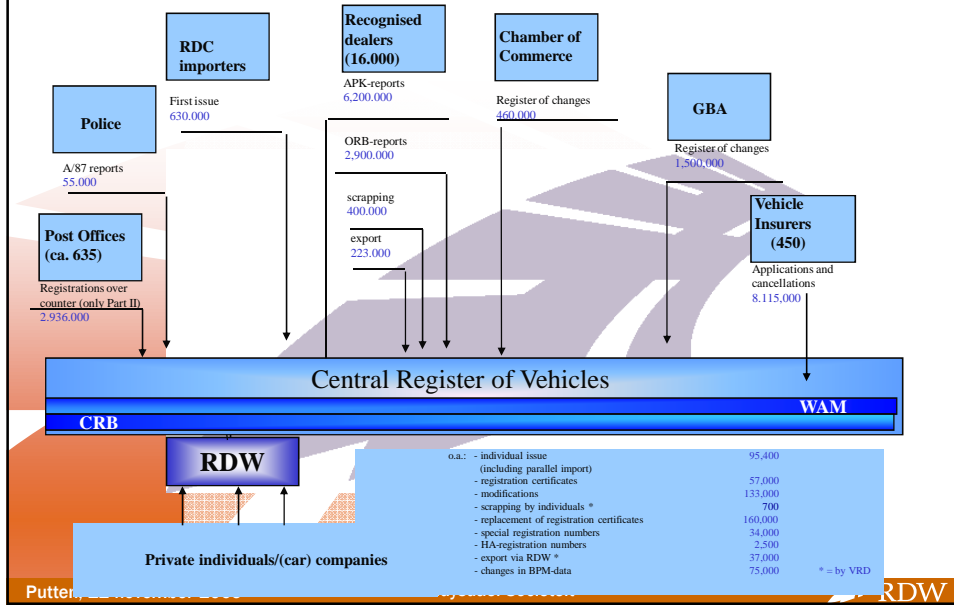 RDC
importers
First issue
630.000
Recognised
dealers
(16.000)
APK-reports
6,200.000
ORB-reports
2,900.000
scrapping
400.000
export
223.000
Chamber of
Commerce
Register of changes
460,000
GBA
Register of changes
1,500,000
Police
A/87 reports
55.000
Post Offices
(ca. 635)
Registrations over
counter (only Part II)
2.936.000
Vehicle
Insurers
(450)
Applications and
cancellations
8.115,000
Central Register of Vehicles
WAM
CRB
RDW
o.a.: - individual issue 95,400
(including parallel import)
- registration certificates 57,000
- modifications 133,000
- scrapping by individuals * 700
- replacement of registration certificates 160,000
- special registration numbers 34,000
- HA-registration numbers 2,500
- export via RDW * 37,000
- changes in BPM-data 75,000 * = by VRD
Private individuals/(car) companies
Putten,
RDW